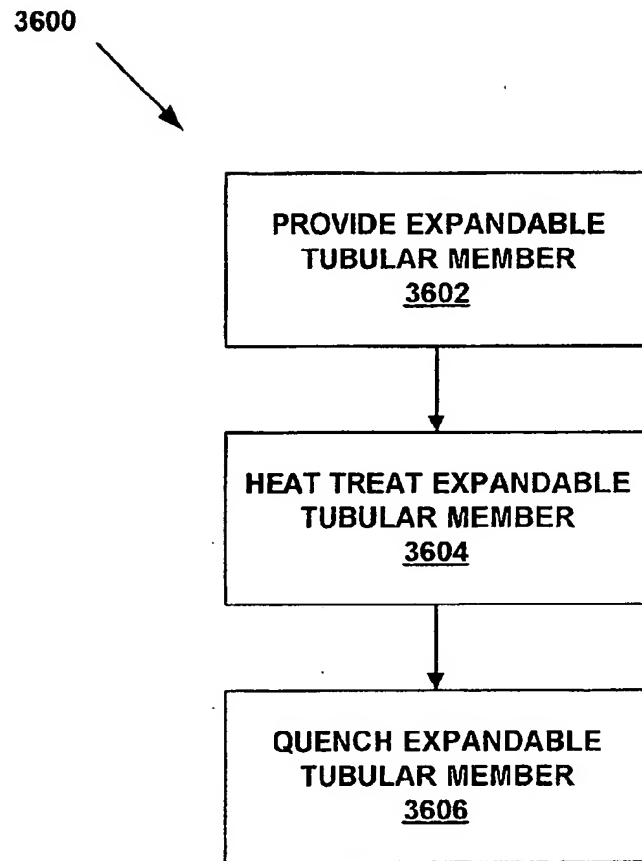 3600
PROVIDE EXPANDABLE
TUBULAR MEMBER
3602
HEAT TREAT EXPANDABLE
TUBULAR MEMBER
3604
QUENCH EXPANDABLE
TUBULAR MEMBER
3606